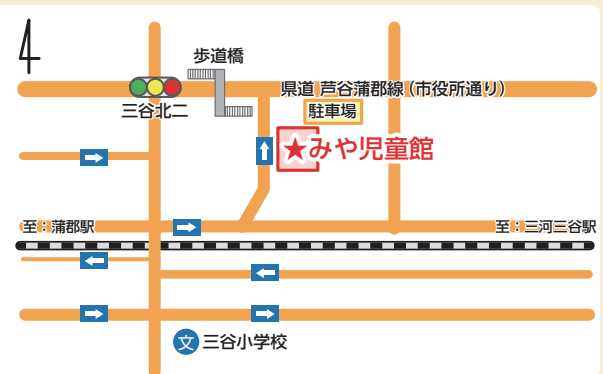 歩道橋
県道 芦谷蒲郡線（市役所通り）
三谷北二
駐車場
★みや児童館
至：蒲郡駅
至：三河三谷駅
文 三谷小学校